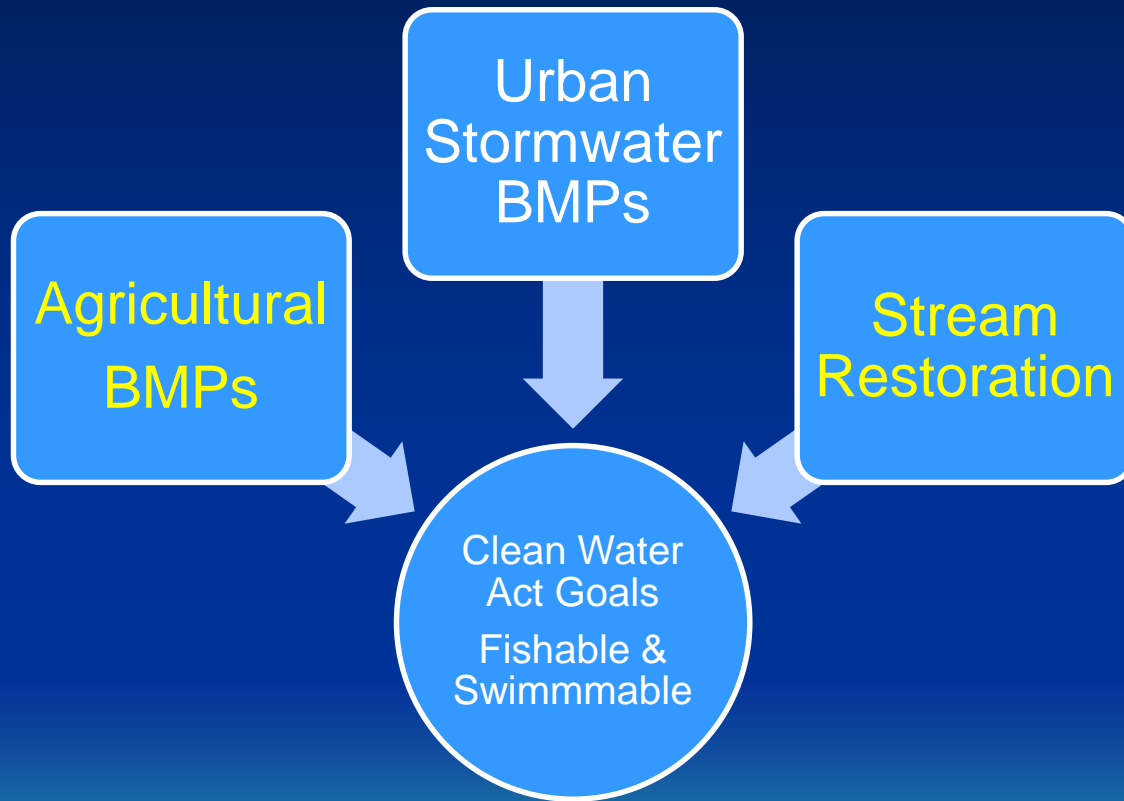 Urban
Stormwater
BMPs
Agricultural
BMPs
Stream
Restoration
Clean Water
Act Goals
Fishable &
Swimmmable